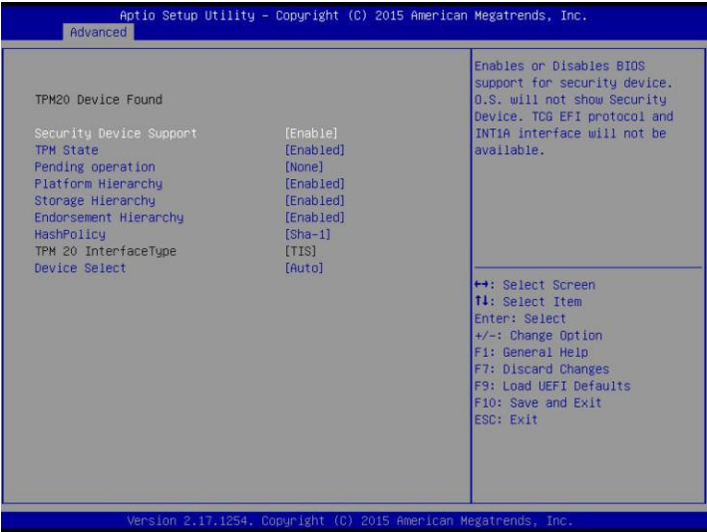 Aptio Setup Utility – Copyright (C) 2015 American Megatrends, Inc.
Advanced
TPM20 Device Found
Security Device Support [Enable]
TPM State [Enabled]
Pending operation [None]
Platform Hierarchy [Enabled]
Storage Hierarchy [Enabled]
Endorsement Hierarchy [Enabled]
HashPolicy [Sha-1]
TPM 20 InterfaceType [TIS]
Device Select [Auto]
Enables or Disables BIOS
support for security device.
O.S. will not show Security
Device. TCG EFI protocol and
INT1A interface will not be
available.
↔: Select Screen
↑↓: Select Item
Enter: Select
+/-: Change Option
F1: General Help
F7: Discard Changes
F9: Load UEFI Defaults
F10: Save and Exit
ESC: Exit
Version 2.17.1254. Copyright (C) 2015 American Megatrends, Inc.